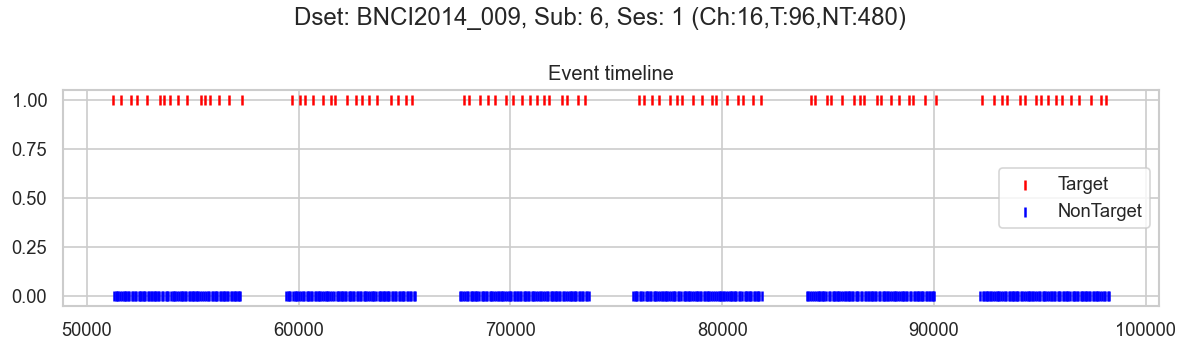 Dset: BNCI2014_009, Sub: 6, Ses: 1 (Ch:16,T:96,NT:480)
Event timeline
1.00
0.75
0.50
0.25
0.00
Target
NonTarget
50000 60000 70000 80000 90000 100000